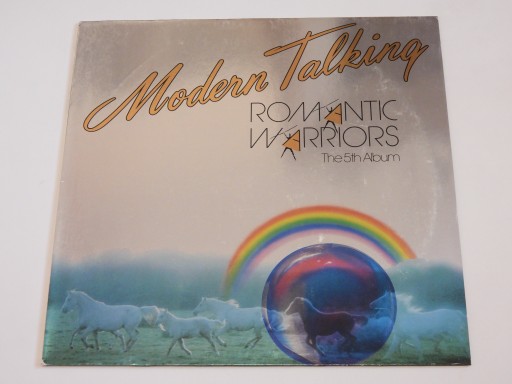 Modern Talking
ROMANTIC
WARRIORS
The 5th Album